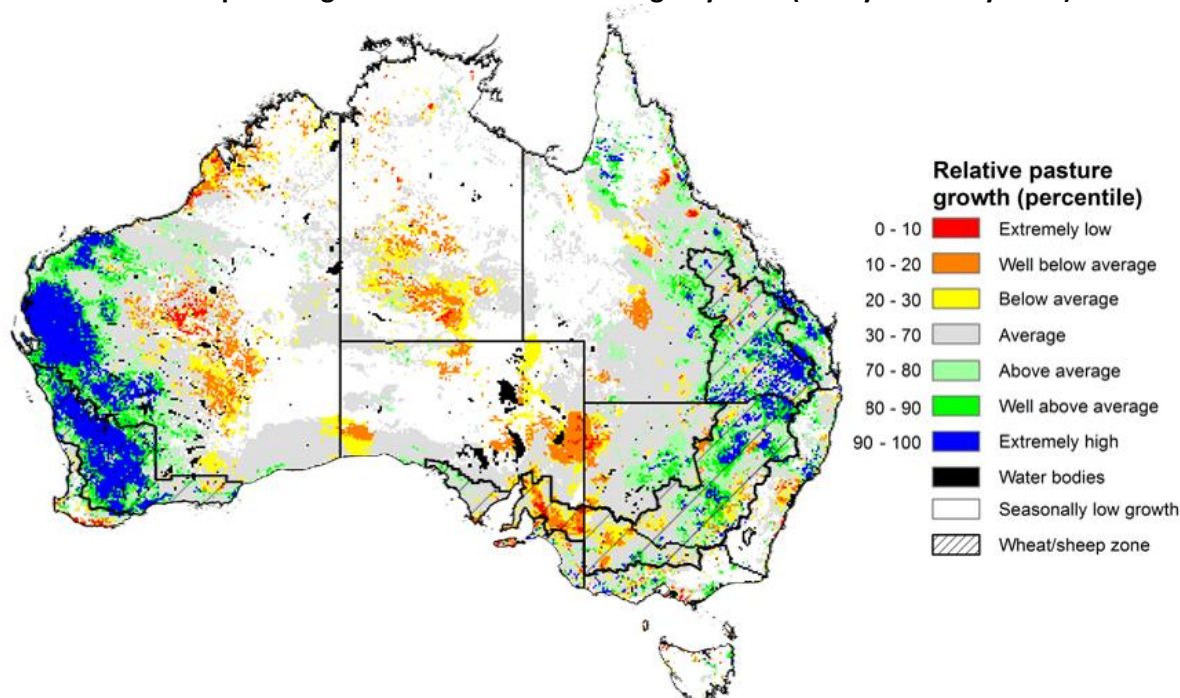 Relative pasture
growth (percentile)
0 - 10 Extremely low
10 - 20 Well below average
20 - 30 Below average
30 - 70 Average
70 - 80 Above average
80 - 90 Well above average
90 - 100 Extremely high
Water bodies
Seasonally low growth
Wheat/sheep zone